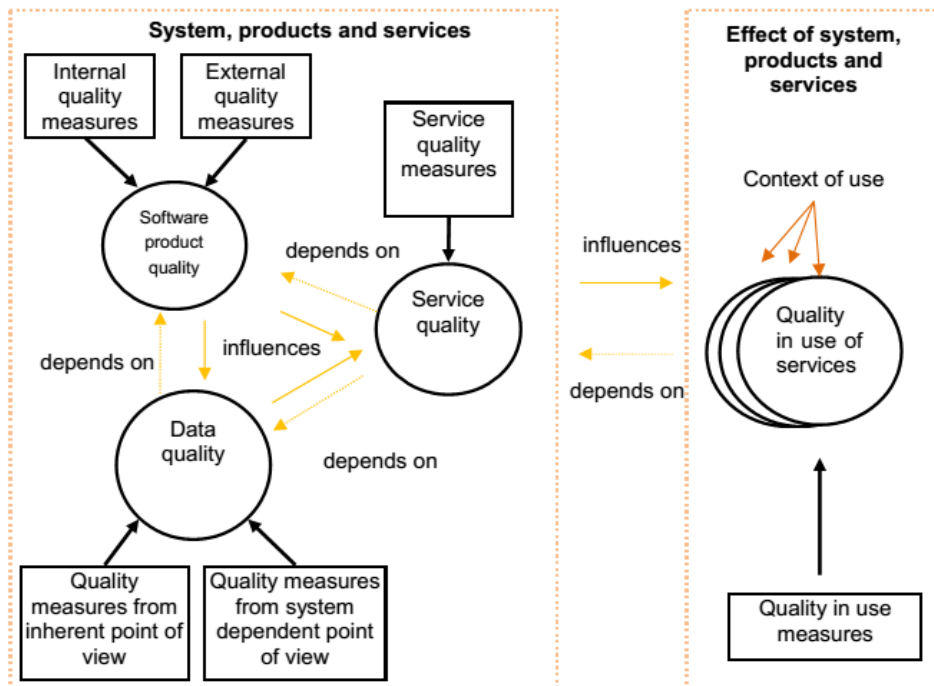 System, products and services
Internal
quality
measures
External
quality
measures
Service
quality
measures
Software
product
quality
depends on
Service
quality
influences
depends on
Data
quality
depends on
Quality
measures from
inherent point of
view
Quality measures
from system
dependent point
of view
influences
depends on
Effect of system,
products and
services
Context of use
Quality
in use of
services
Quality in use
measures